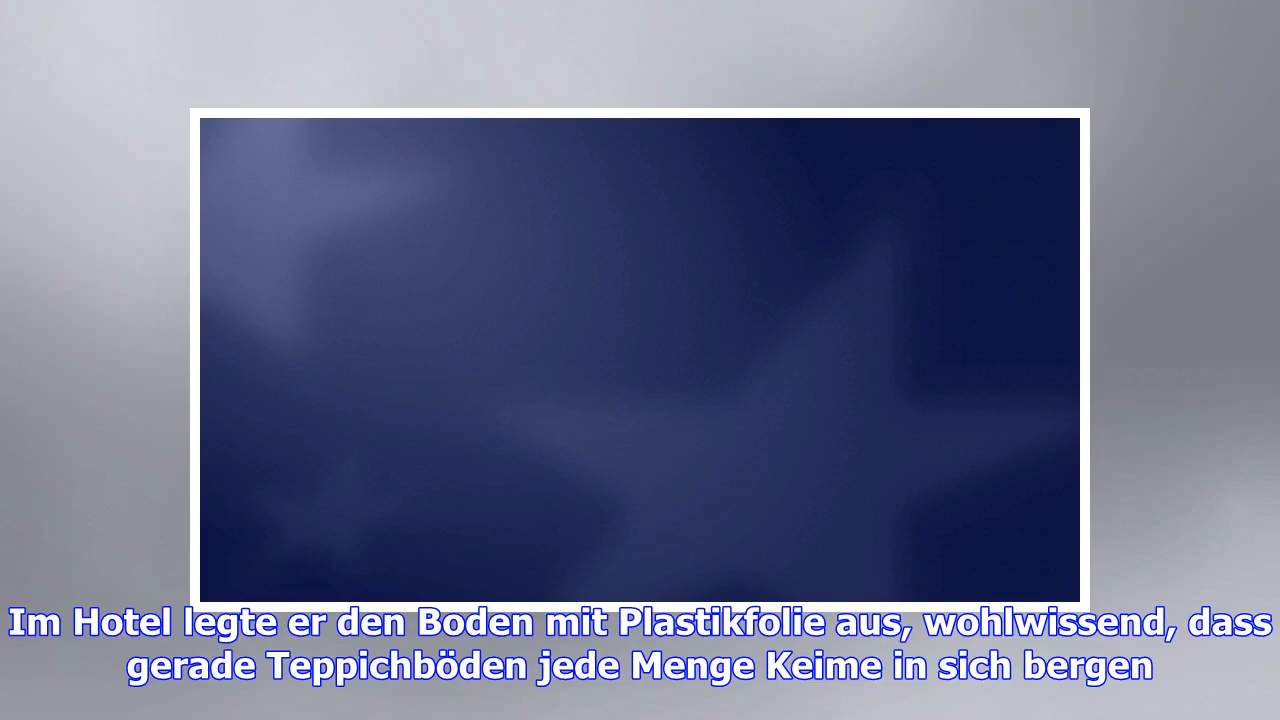 Im Hotel legte er den Boden mit Plastikfolie aus, wohlwissend, dass
gerade Teppichböden jede Menge Keime in sich bergen